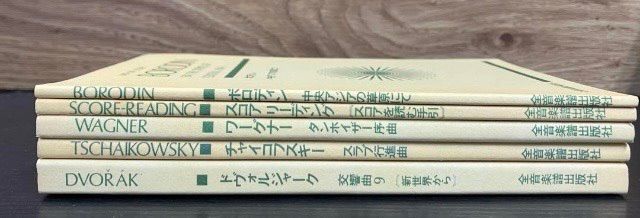 BORODIN
BORODIN ■ ボロディン 中央アジアの草原にて 全音楽譜出版社
SCORE-READING ■ スコア リーディング〔スコアを読む手引〕 全音楽譜出版社
WAGNER ■ ワーグナー タンホイザー序曲 全音楽譜出版社
TSCHAIKOWSKY ■ チャイコフスキー スラヴ行進曲 全音楽譜出版社
DVOŘÁK ■ ドヴォルジャーク 交響曲 9〔新世界から〕 全音楽譜出版社